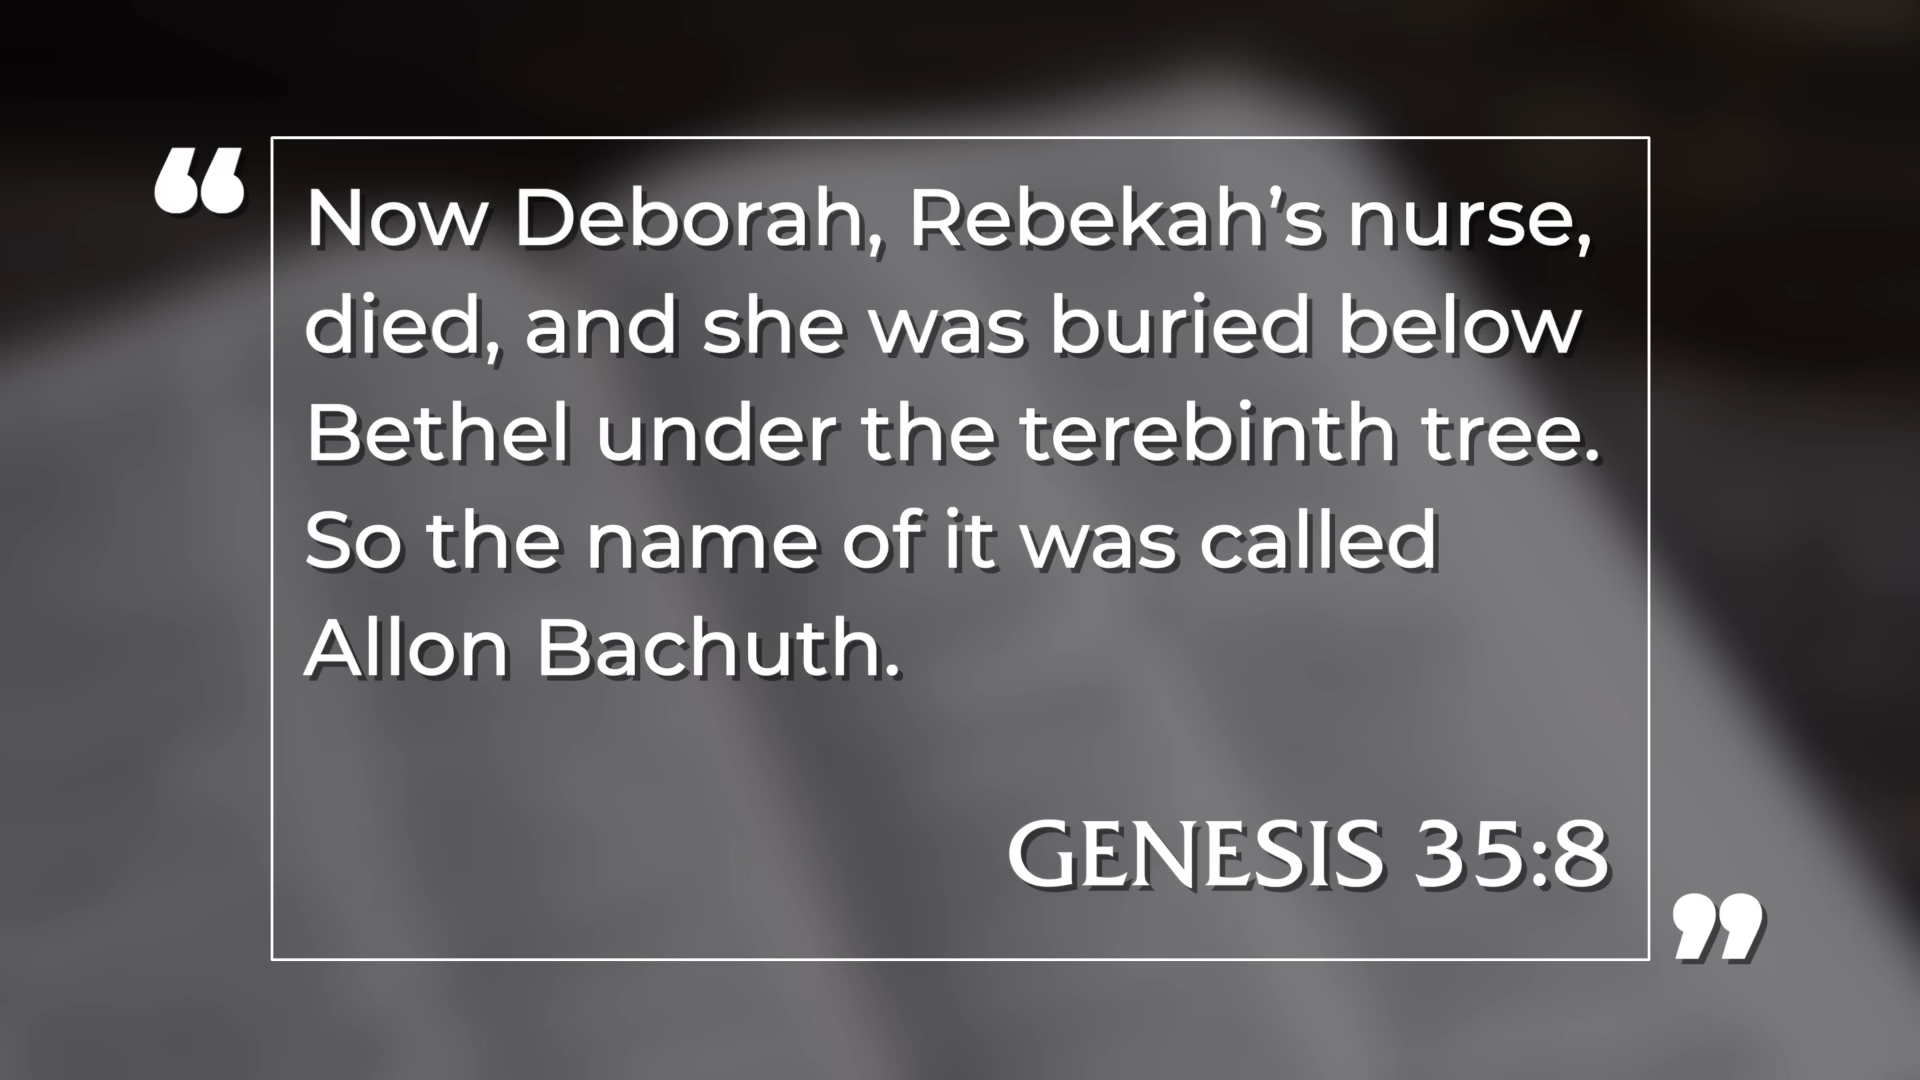 “
Now Deborah, Rebekah’s nurse,
died, and she was buried below
Bethel under the terebinth tree.
So the name of it was called
Allon Bachuth.
GENESIS 35:8
”